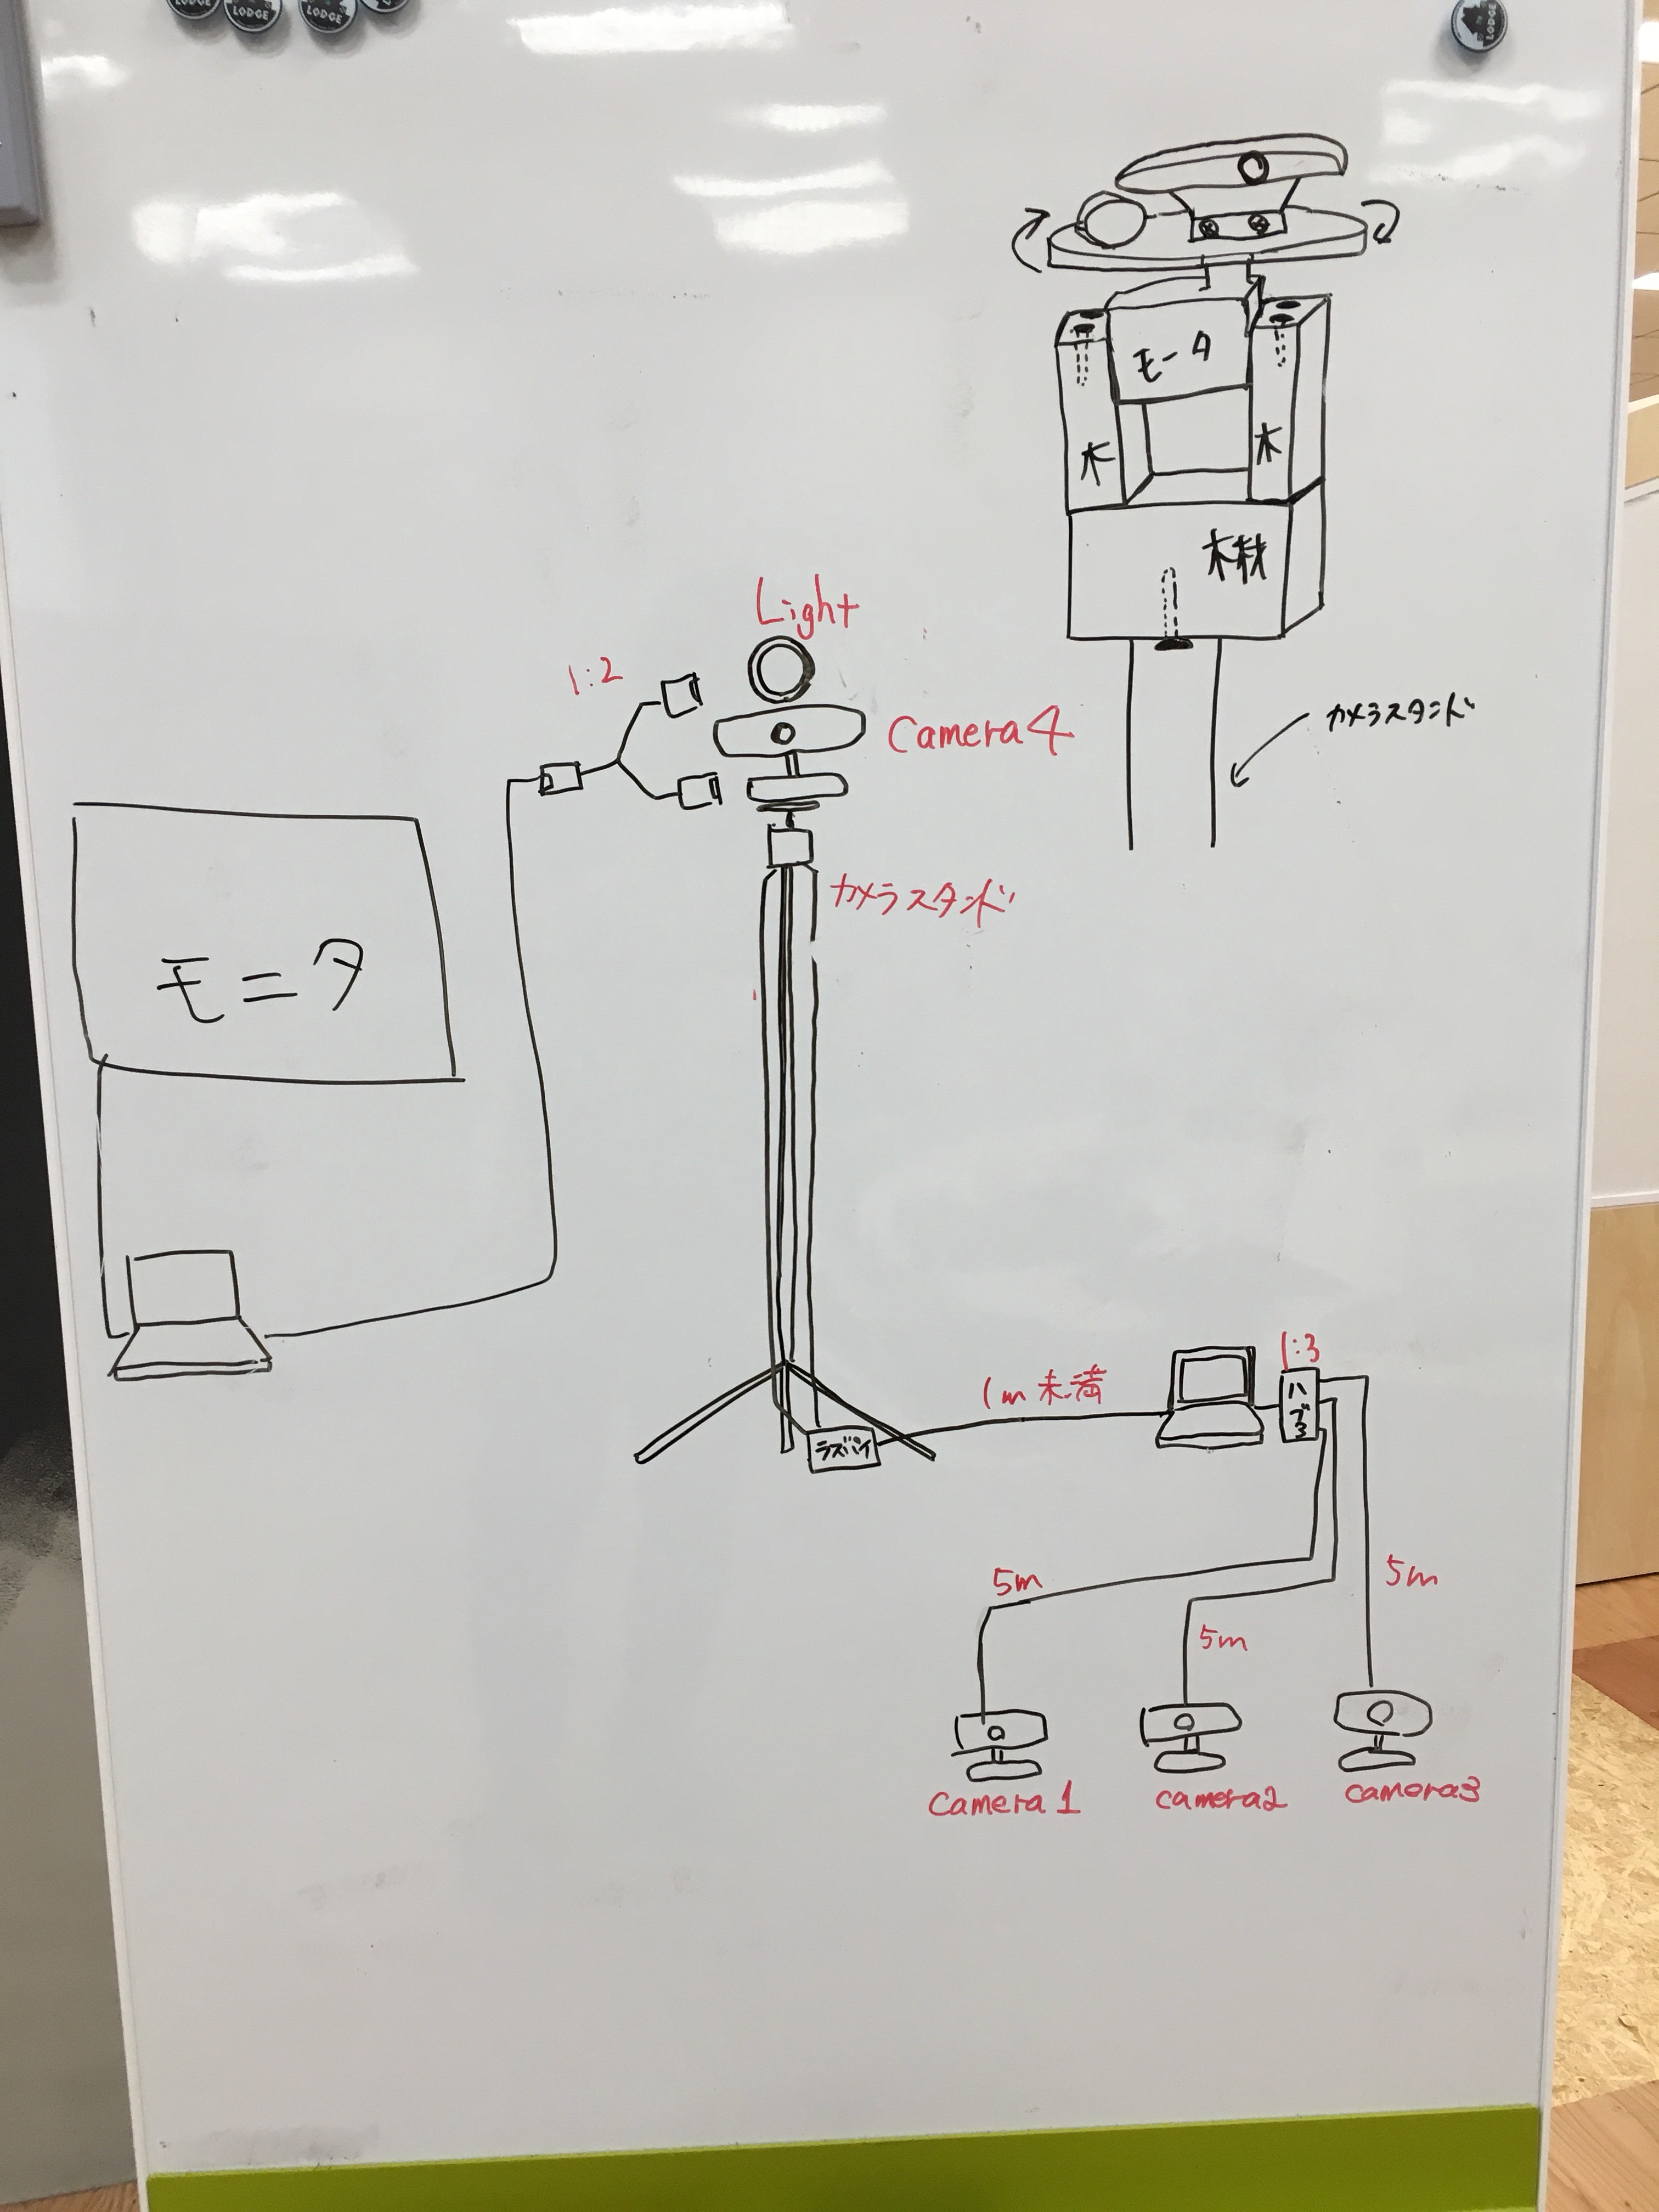 LODGE
LODGE
LODGE
LODGE
モータ
木
木
木材
カメラスタンド
Light
1:2
Camera4
カメラスタンド
モニタ
1m未満
1:3
ハブ
ラズパイ
5m
5m
5m
camera1
camera2
camera3